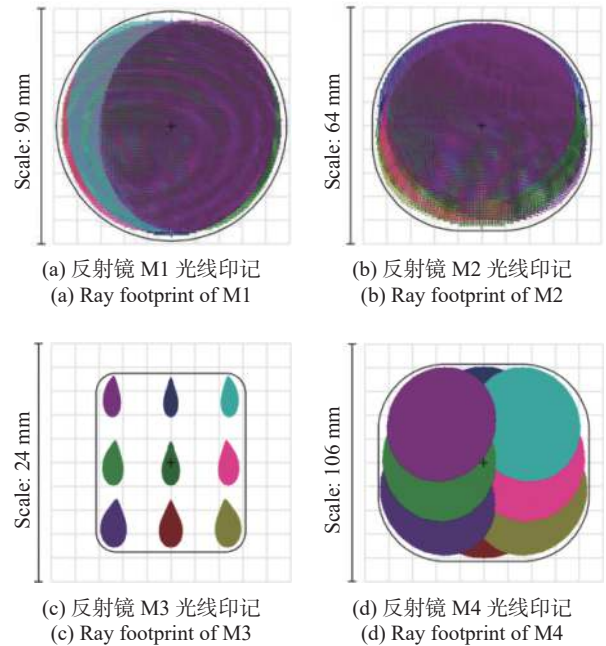 Scale: 90 mm
Scale: 64 mm
(a) 反射镜 M1 光线印记
(a) Ray footprint of M1
(b) 反射镜 M2 光线印记
(b) Ray footprint of M2
Scale: 24 mm
Scale: 106 mm
(c) 反射镜 M3 光线印记
(c) Ray footprint of M3
(d) 反射镜 M4 光线印记
(d) Ray footprint of M4